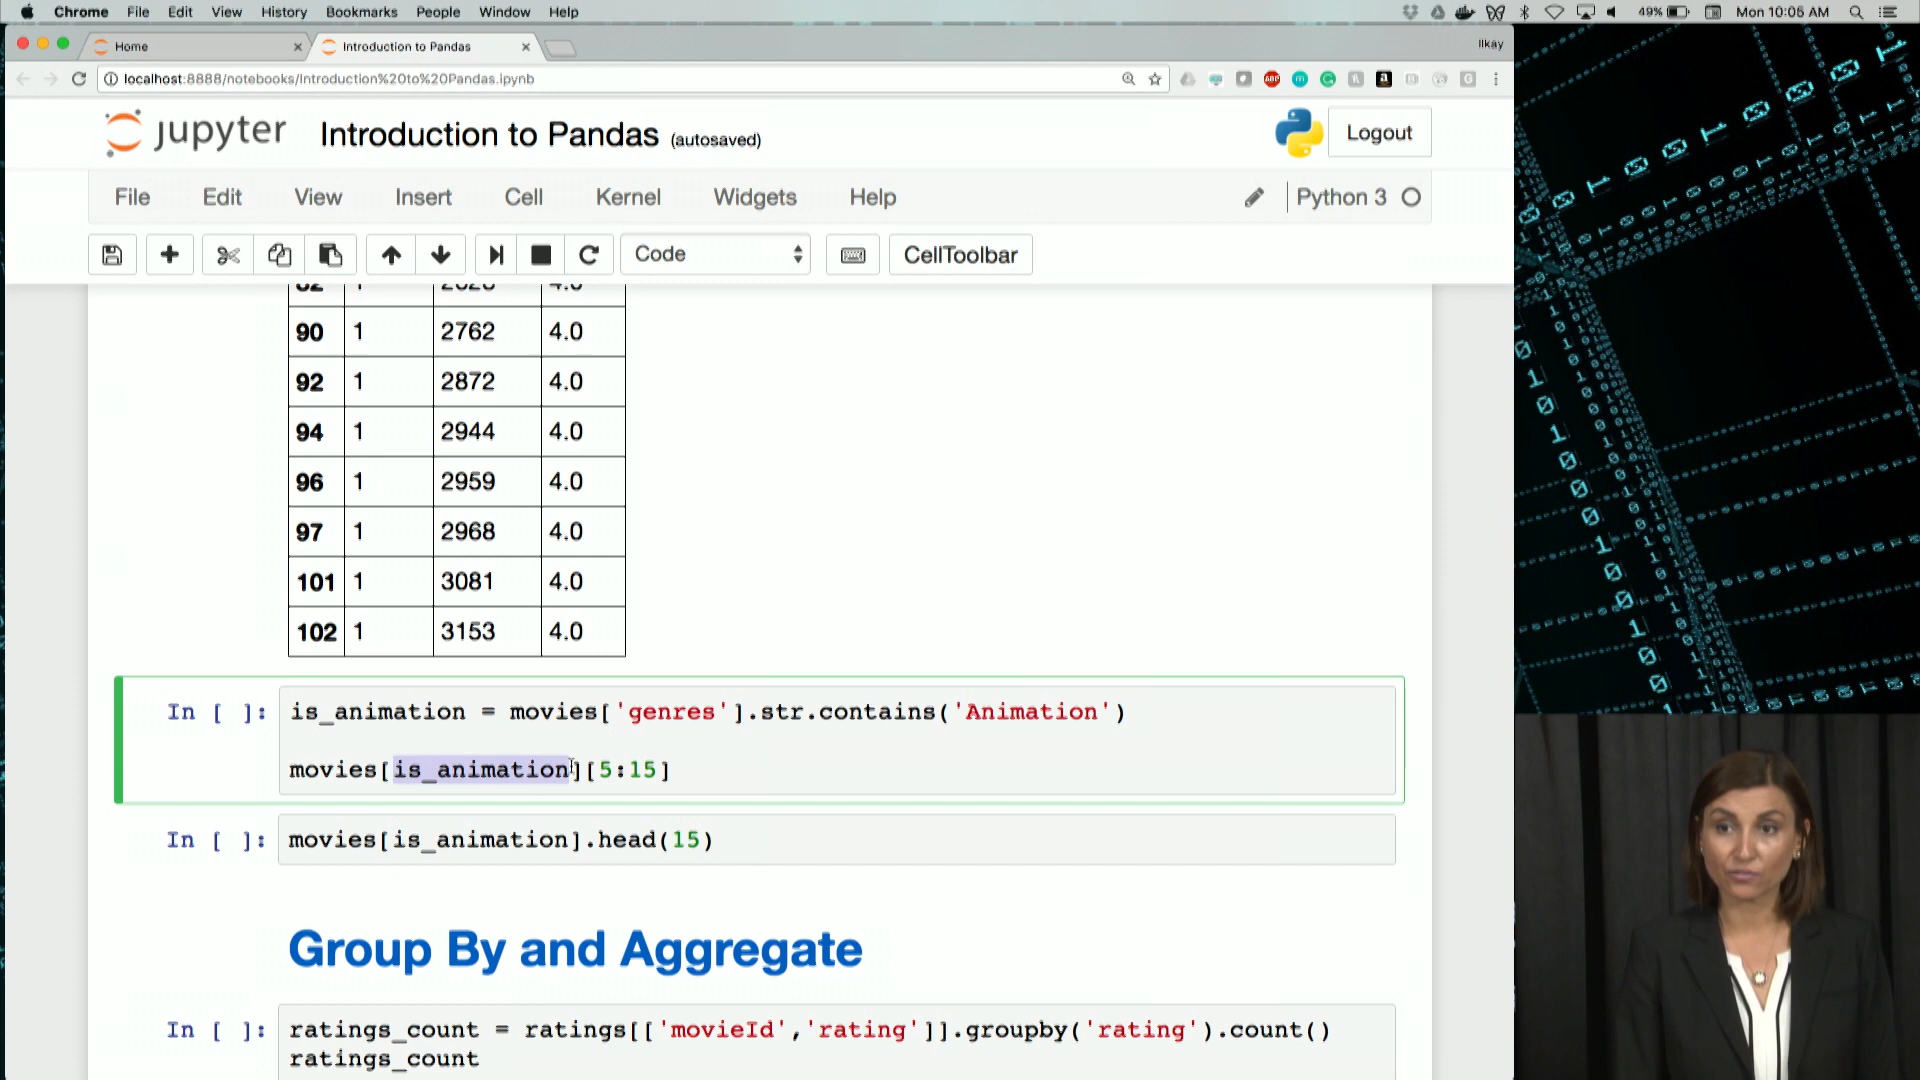 Chrome File Edit View History Bookmarks People Window Help 49% Mon 10:05 AM
Home Introduction to Pandas Ilkay
localhost:8888/notebooks/Introduction%20to%20Pandas.ipynb
jupyter Introduction to Pandas (autosaved) Logout
File Edit View Insert Cell Kernel Widgets Help Python 3
Code CellToolbar
90 1 2762 4.0
92 1 2872 4.0
94 1 2944 4.0
96 1 2959 4.0
97 1 2968 4.0
101 1 3081 4.0
102 1 3153 4.0
In [ ]: is_animation = movies['genres'].str.contains('Animation')
movies[is_animation][5:15]
In [ ]: movies[is_animation].head(15)
Group By and Aggregate
In [ ]: ratings_count = ratings[['movieId','rating']].groupby('rating').count()
ratings_count